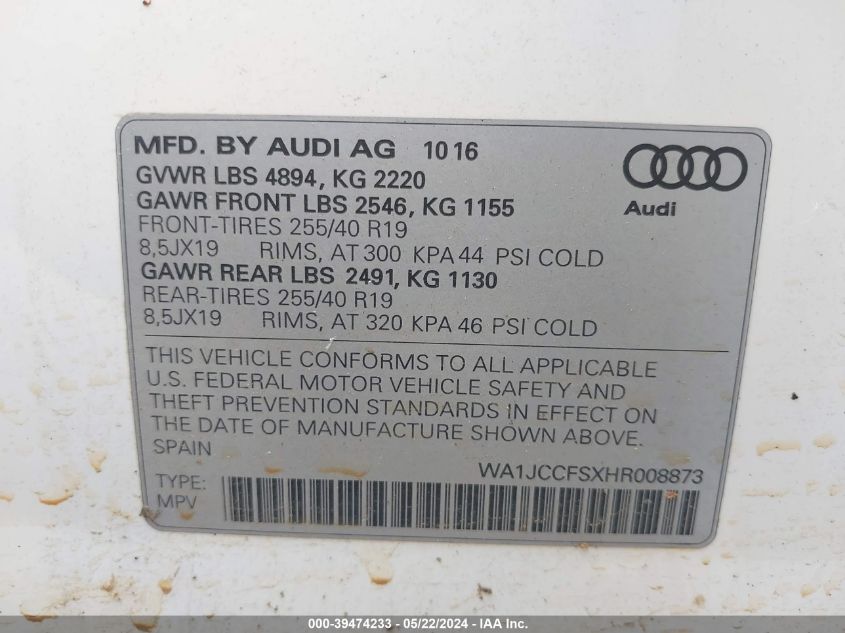 MFD. BY AUDI AG 10 16
GVWR LBS 4894, KG 2220
GAWR FRONT LBS 2546, KG 1155
FRONT-TIRES 255/40 R19
8,5JX19 RIMS, AT 300 KPA 44 PSI COLD
GAWR REAR LBS 2491, KG 1130
REAR-TIRES 255/40 R19
8,5JX19 RIMS, AT 320 KPA 46 PSI COLD
Audi
THIS VEHICLE CONFORMS TO ALL APPLICABLE
U.S. FEDERAL MOTOR VEHICLE SAFETY AND
THEFT PREVENTION STANDARDS IN EFFECT ON
THE DATE OF MANUFACTURE SHOWN ABOVE.
SPAIN
WA1JCCFSXHR008873
TYPE:
MPV
000-39474233 - 05/22/2024 - WWW.IAAI.COM